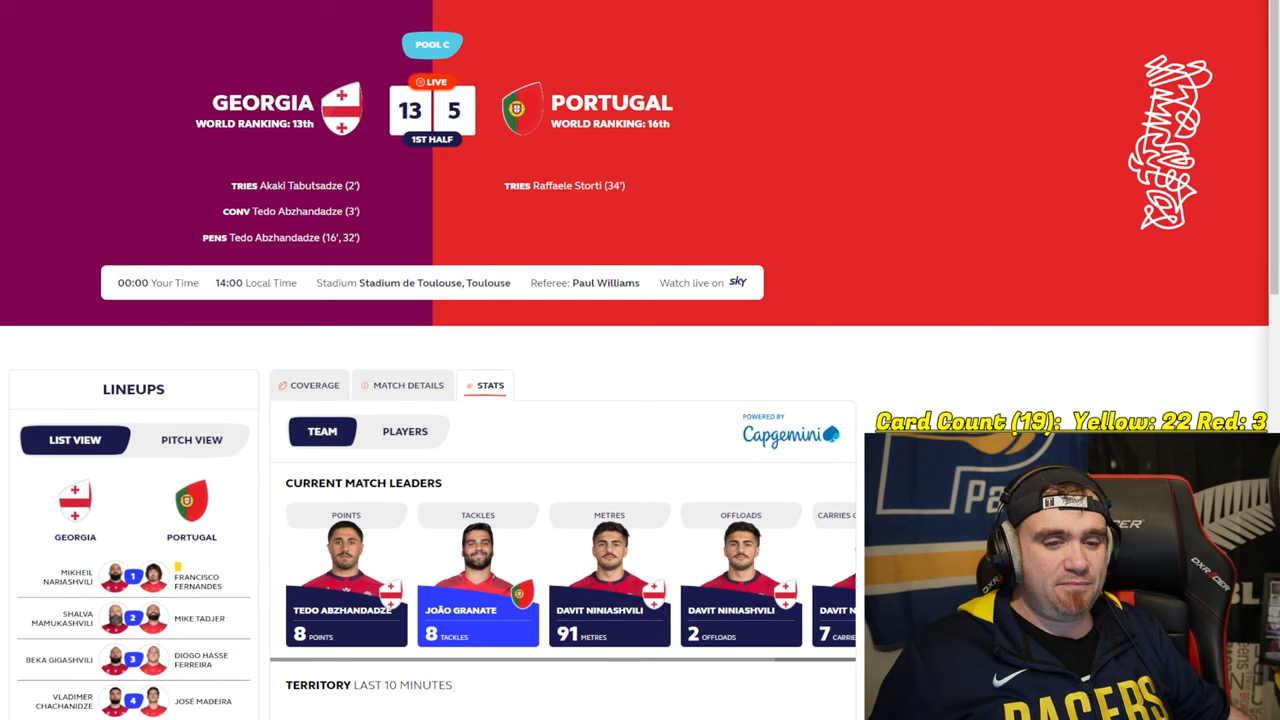 POOL C
LIVE
GEORGIA
WORLD RANKING: 13th
13 5
1ST HALF
PORTUGAL
WORLD RANKING: 16th
TRIES Akaki Tabutsadze (2')
CONV Tedo Abzhandadze (3')
PENS Tedo Abzhandadze (16', 32')
TRIES Raffaele Storti (34')
00:00 Your Time 14:00 Local Time Stadium Stadium de Toulouse, Toulouse Referee: Paul Williams Watch live on sky
LINEUPS
LIST VIEW PITCH VIEW
GEORGIA PORTUGAL
MIKHEIL
NARIASHVILI
1
FRANCISCO
FERNANDES
SHALVA
MAMUKASHVILI
2
MIKE TADJER
BEKA GIGASHVILI
3
DIOGO HASSE
FERREIRA
VLADIMER
CHACHANIDZE
4
JOSÉ MADEIRA
COVERAGE MATCH DETAILS STATS
TEAM PLAYERS
POWERED BY
Capgemini
CURRENT MATCH LEADERS
POINTS
TEDO ABZHANDADZE
8 POINTS
TACKLES
JOÃO GRANATE
8 TACKLES
METRES
DAVIT NINIASHVILI
91 METRES
OFFLOADS
DAVIT NINIASHVILI
2 OFFLOADS
CARRIES
DAVIT N
7 CARRIE
TERRITORY LAST 10 MINUTES
Card Count (19): Yellow: 22 Red: 3
Pa
DXRACER
PACERS